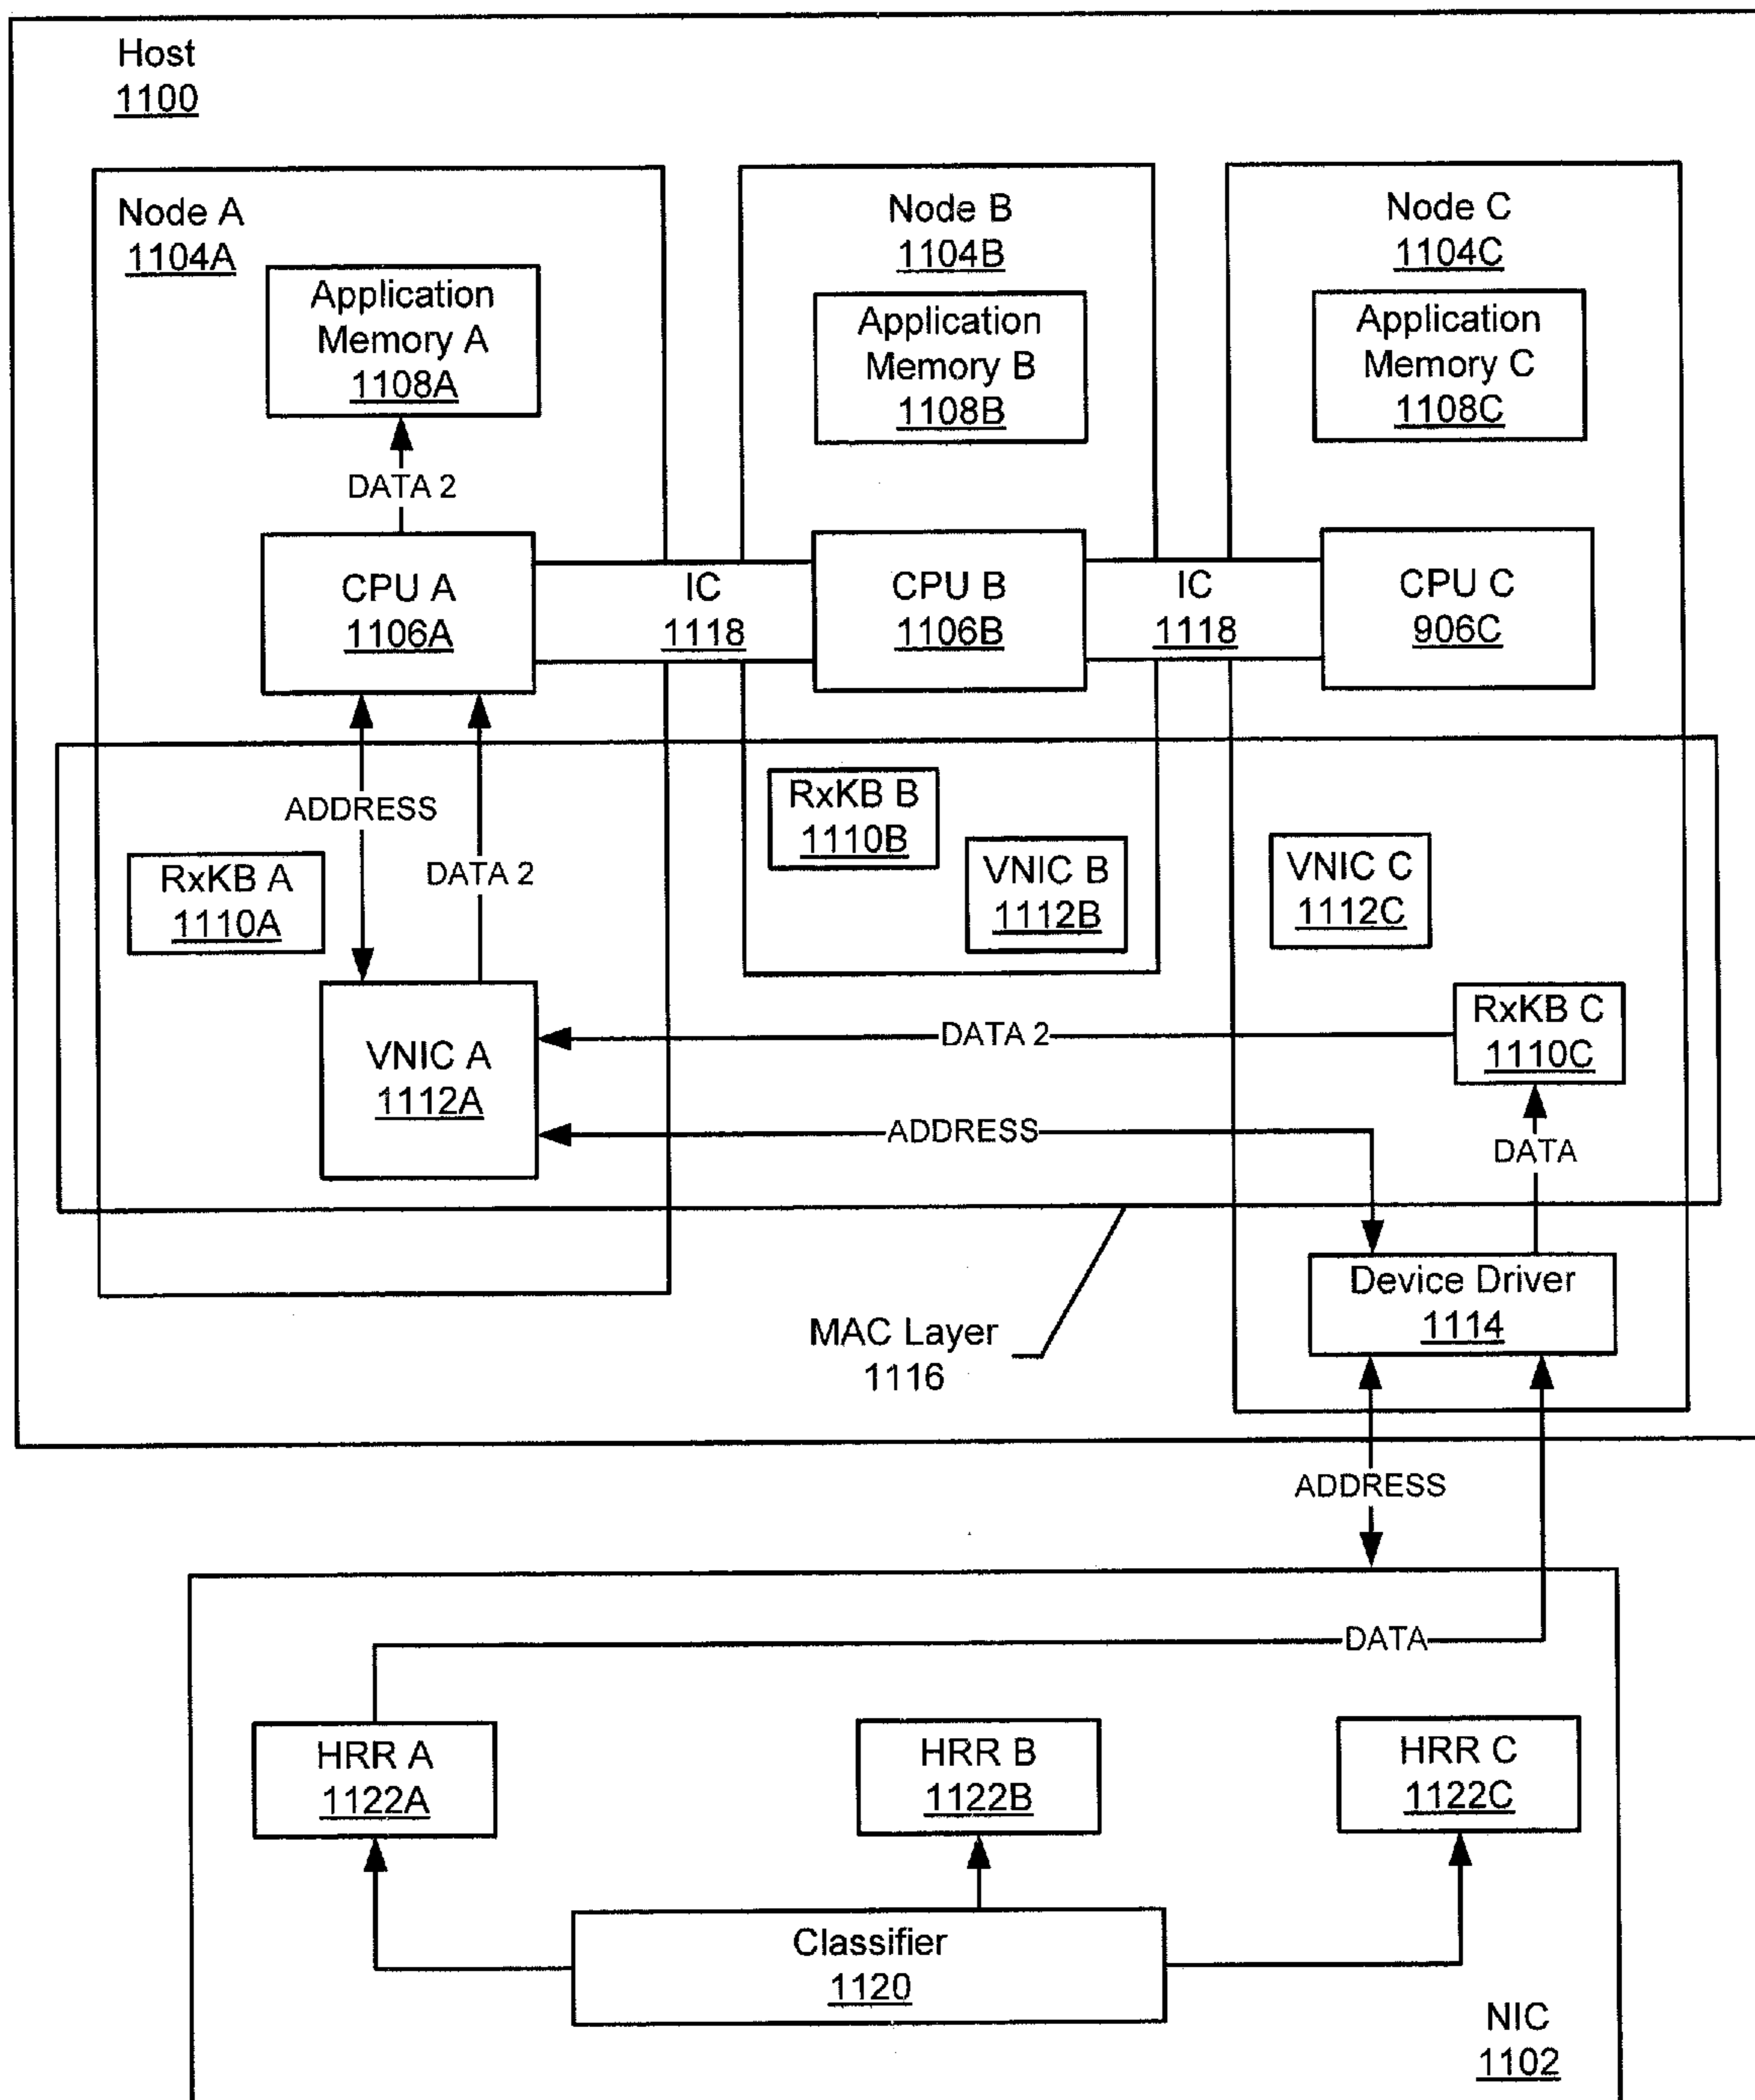 Host
1100
Node A
1104A
Node B
1104B
Node C
1104C
Application
Memory A
1108A
Application
Memory B
1108B
Application
Memory C
1108C
DATA 2
CPU A
1106A
IC
1118
CPU B
1106B
IC
1118
CPU C
906C
ADDRESS
DATA 2
RxKB A
1110A
RxKB B
1110B
VNIC B
1112B
VNIC C
1112C
VNIC A
1112A
DATA 2
RxKB C
1110C
ADDRESS
DATA
Device Driver
1114
MAC Layer
1116
ADDRESS
DATA
HRR A
1122A
HRR B
1122B
HRR C
1122C
Classifier
1120
NIC
1102